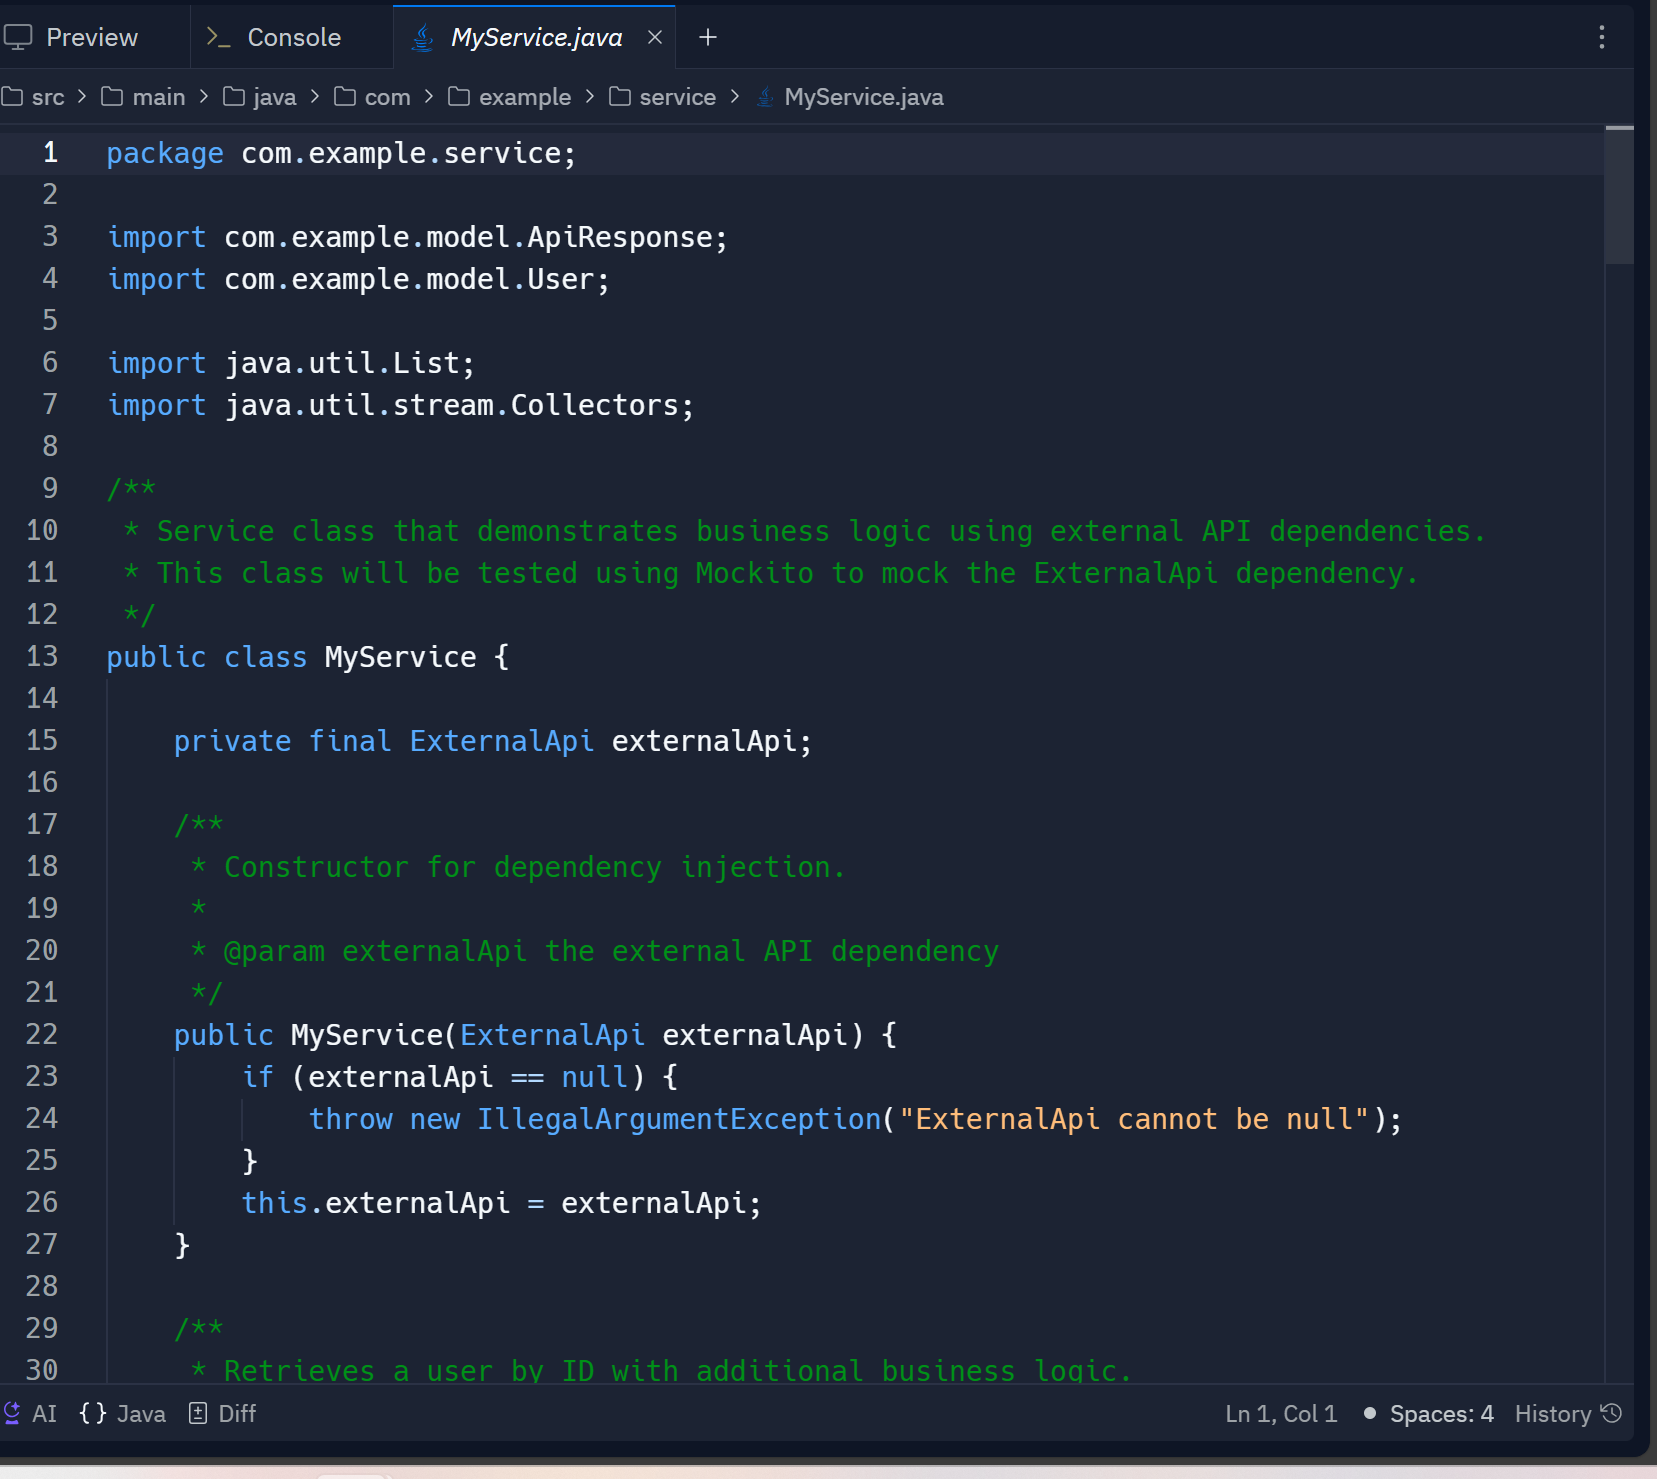 Preview Console MyService.java
src > main > java > com > example > service > MyService.java
1 package com.example.service;
2
3 import com.example.model.ApiResponse;
4 import com.example.model.User;
5
6 import java.util.List;
7 import java.util.stream.Collectors;
8
9 /**
10  * Service class that demonstrates business logic using external API dependencies.
11  * This class will be tested using Mockito to mock the ExternalApi dependency.
12  */
13 public class MyService {
14
15     private final ExternalApi externalApi;
16
17     /**
18      * Constructor for dependency injection.
19      *
20      * @param externalApi the external API dependency
21      */
22     public MyService(ExternalApi externalApi) {
23         if (externalApi == null) {
24             throw new IllegalArgumentException("ExternalApi cannot be null");
25         }
26         this.externalApi = externalApi;
27     }
28
29     /**
30      * Retrieves a user by ID with additional business logic.
AI {} Java Diff Ln 1, Col 1 Spaces: 4 History